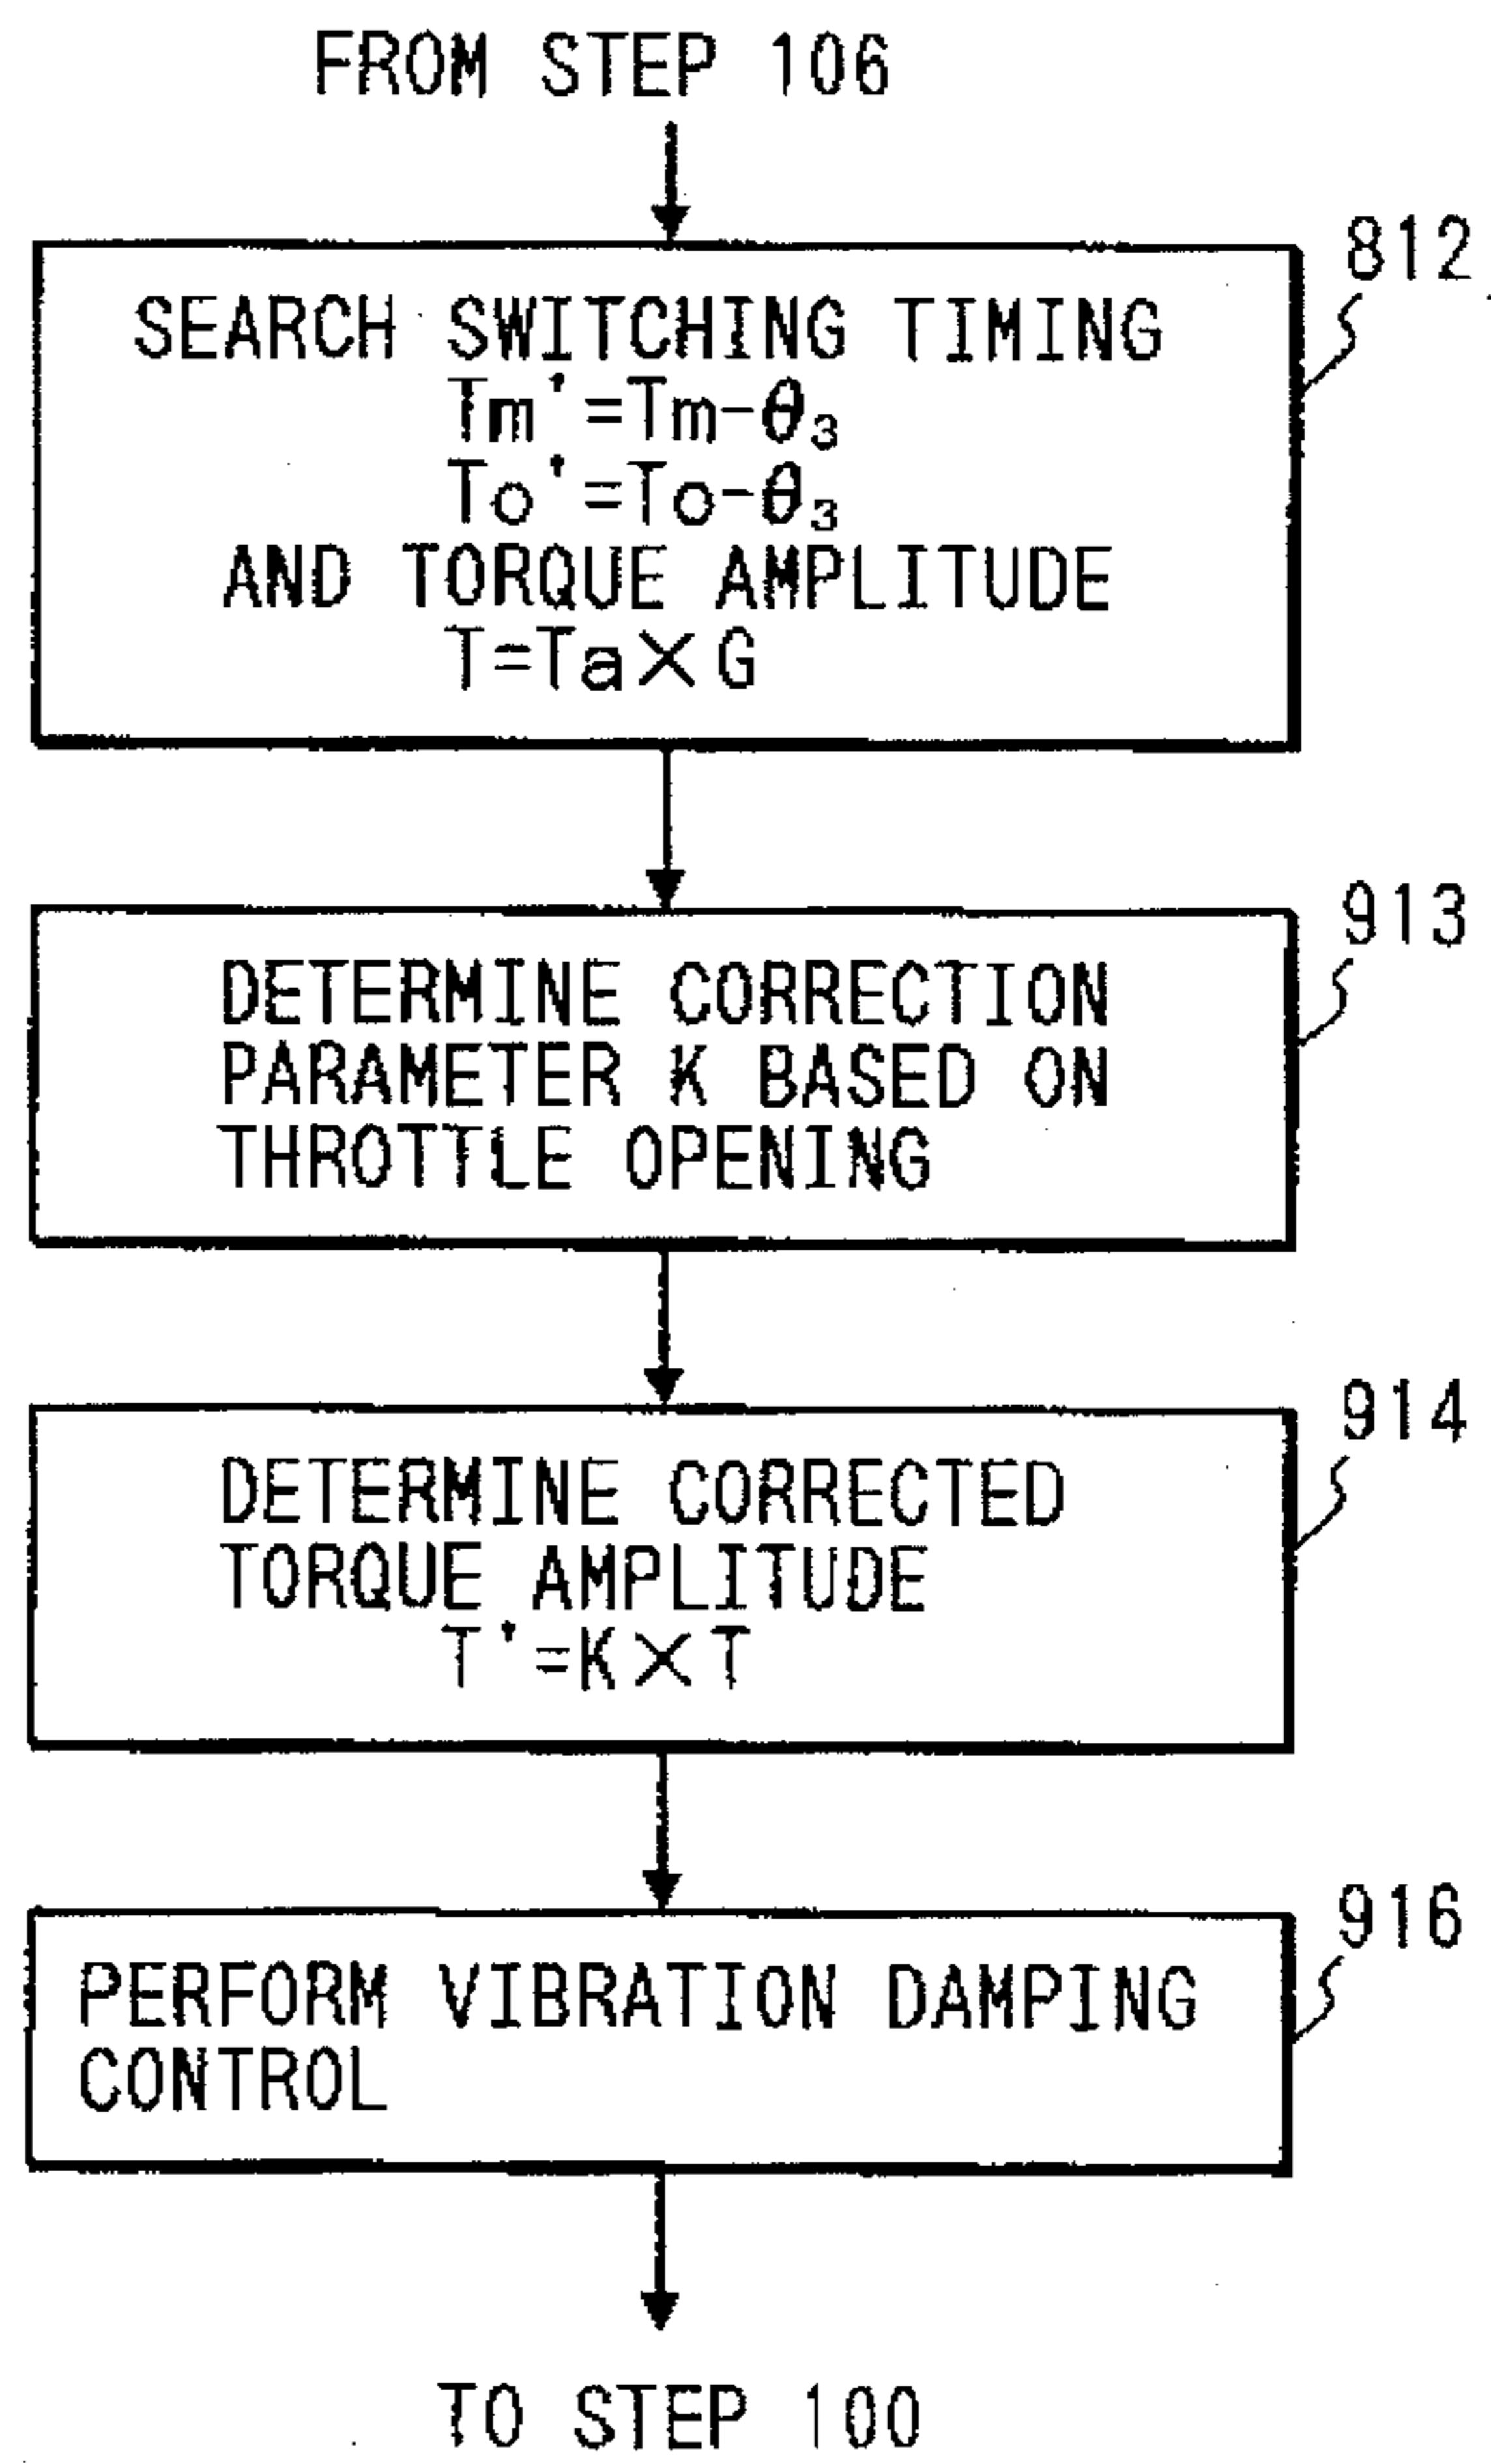 FROM STEP 106
812
SEARCH SWITCHING TIMING
Tm'=Tm-θ₃
To'=To-θ₃
AND TORQUE AMPLITUDE
T=Ta×G
913
DETERMINE CORRECTION
PARAMETER K BASED ON
THROTTLE OPENING
914
DETERMINE CORRECTED
TORQUE AMPLITUDE
T'=K×T
916
PERFORM VIBRATION DAMPING
CONTROL
TO STEP 100